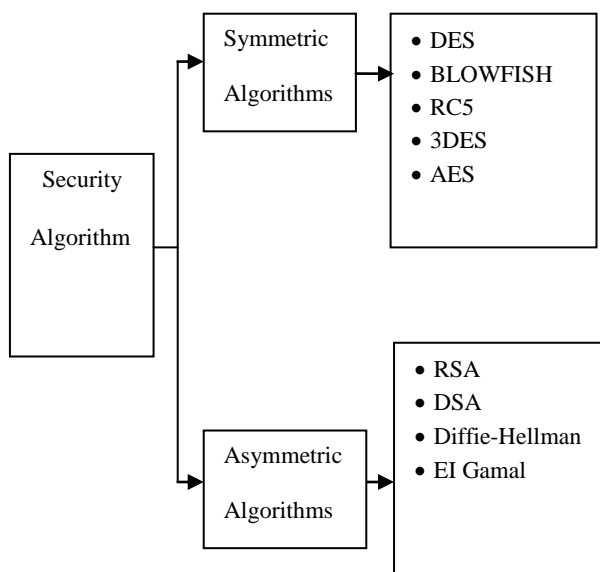 Security
Algorithm
Symmetric
Algorithms
• DES
• BLOWFISH
• RC5
• 3DES
• AES
Asymmetric
Algorithms
• RSA
• DSA
• Diffie-Hellman
• EI Gamal